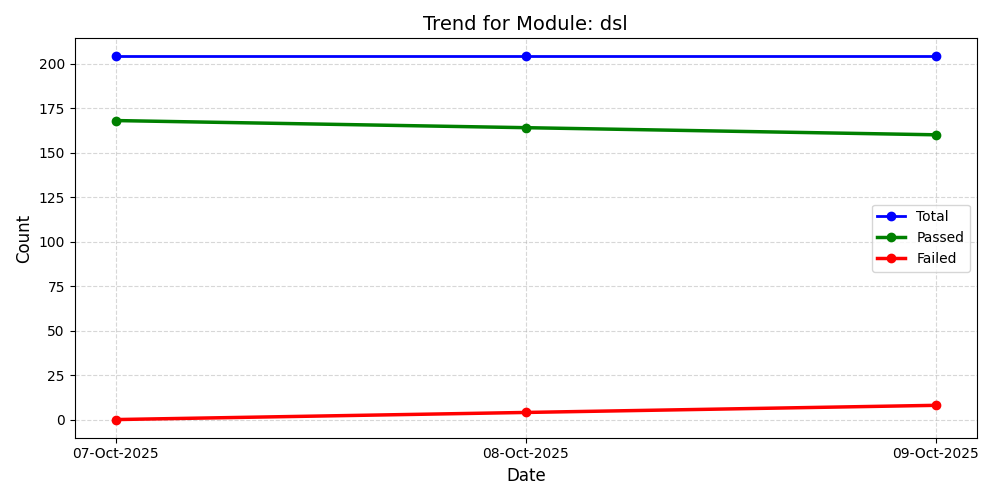 Trend for Module: dsl
Count
200
175
150
125
100
75
50
25
0
Total
Passed
Failed
07-Oct-2025 08-Oct-2025 09-Oct-2025
Date